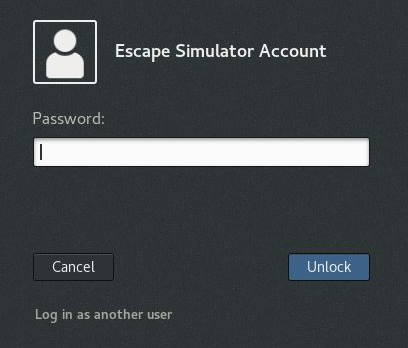 Escape Simulator Account
Password:
Cancel
Unlock
Log in as another user